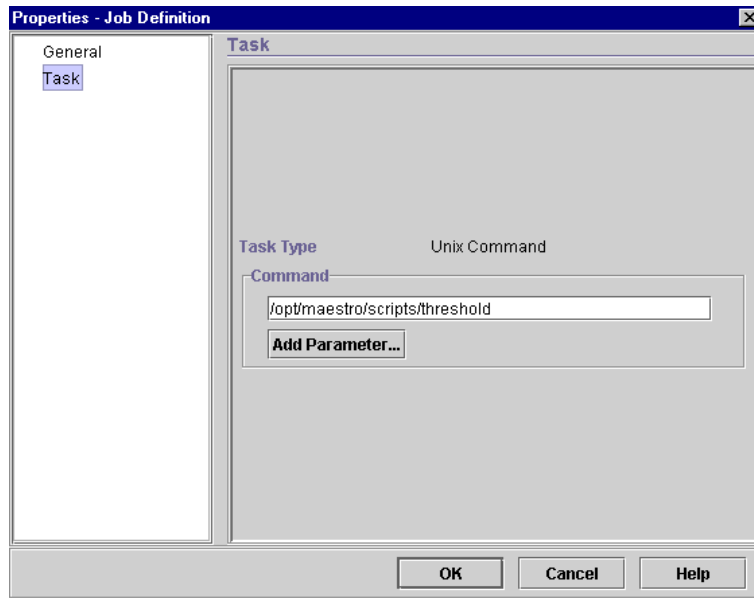 Properties - Job Definition
General
Task
Task
Task Type Unix Command
Command
/opt/maestro/scripts/threshold
Add Parameter...
OK Cancel Help